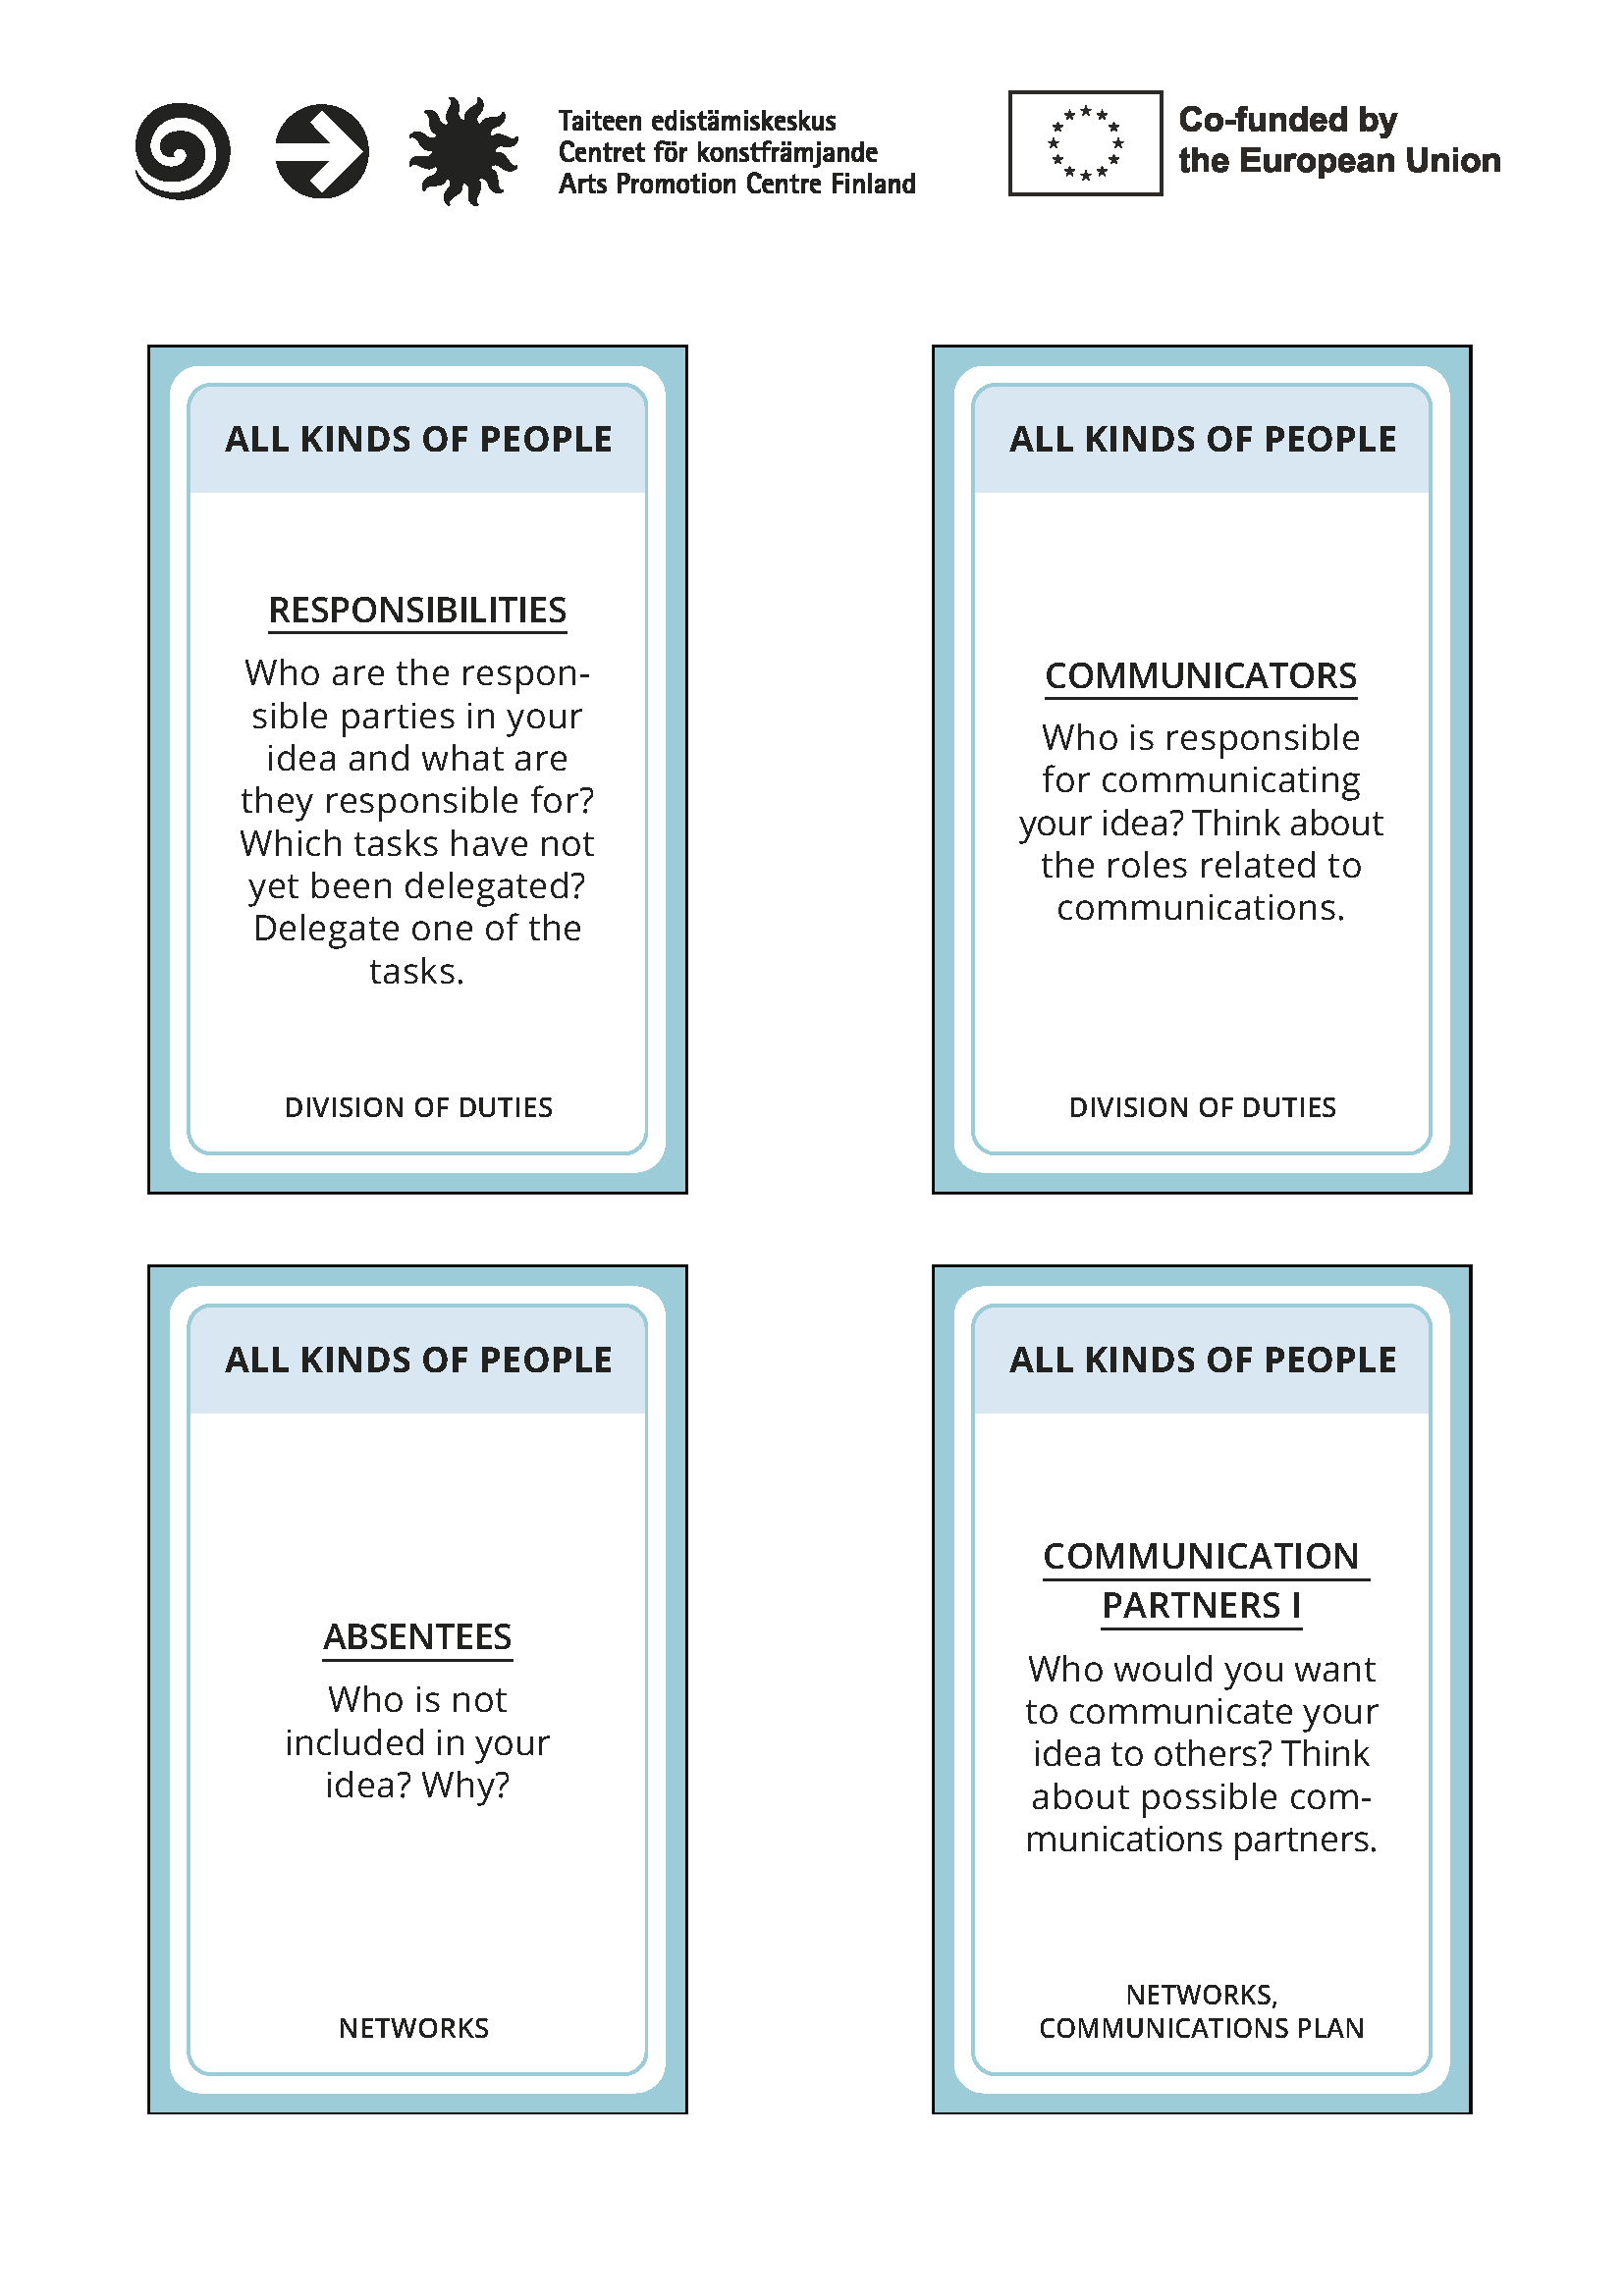 Taiteen edistämiskeskus
Centret för konstfrämjande
Arts Promotion Centre Finland
Co-funded by
the European Union
ALL KINDS OF PEOPLE
RESPONSIBILITIES
Who are the respon-
sible parties in your
idea and what are
they responsible for?
Which tasks have not
yet been delegated?
Delegate one of the
tasks.
DIVISION OF DUTIES
ALL KINDS OF PEOPLE
COMMUNICATORS
Who is responsible
for communicating
your idea? Think about
the roles related to
communications.
DIVISION OF DUTIES
ALL KINDS OF PEOPLE
ABSENTEES
Who is not
included in your
idea? Why?
NETWORKS
ALL KINDS OF PEOPLE
COMMUNICATION
PARTNERS I
Who would you want
to communicate your
idea to others? Think
about possible com-
munications partners.
NETWORKS,
COMMUNICATIONS PLAN